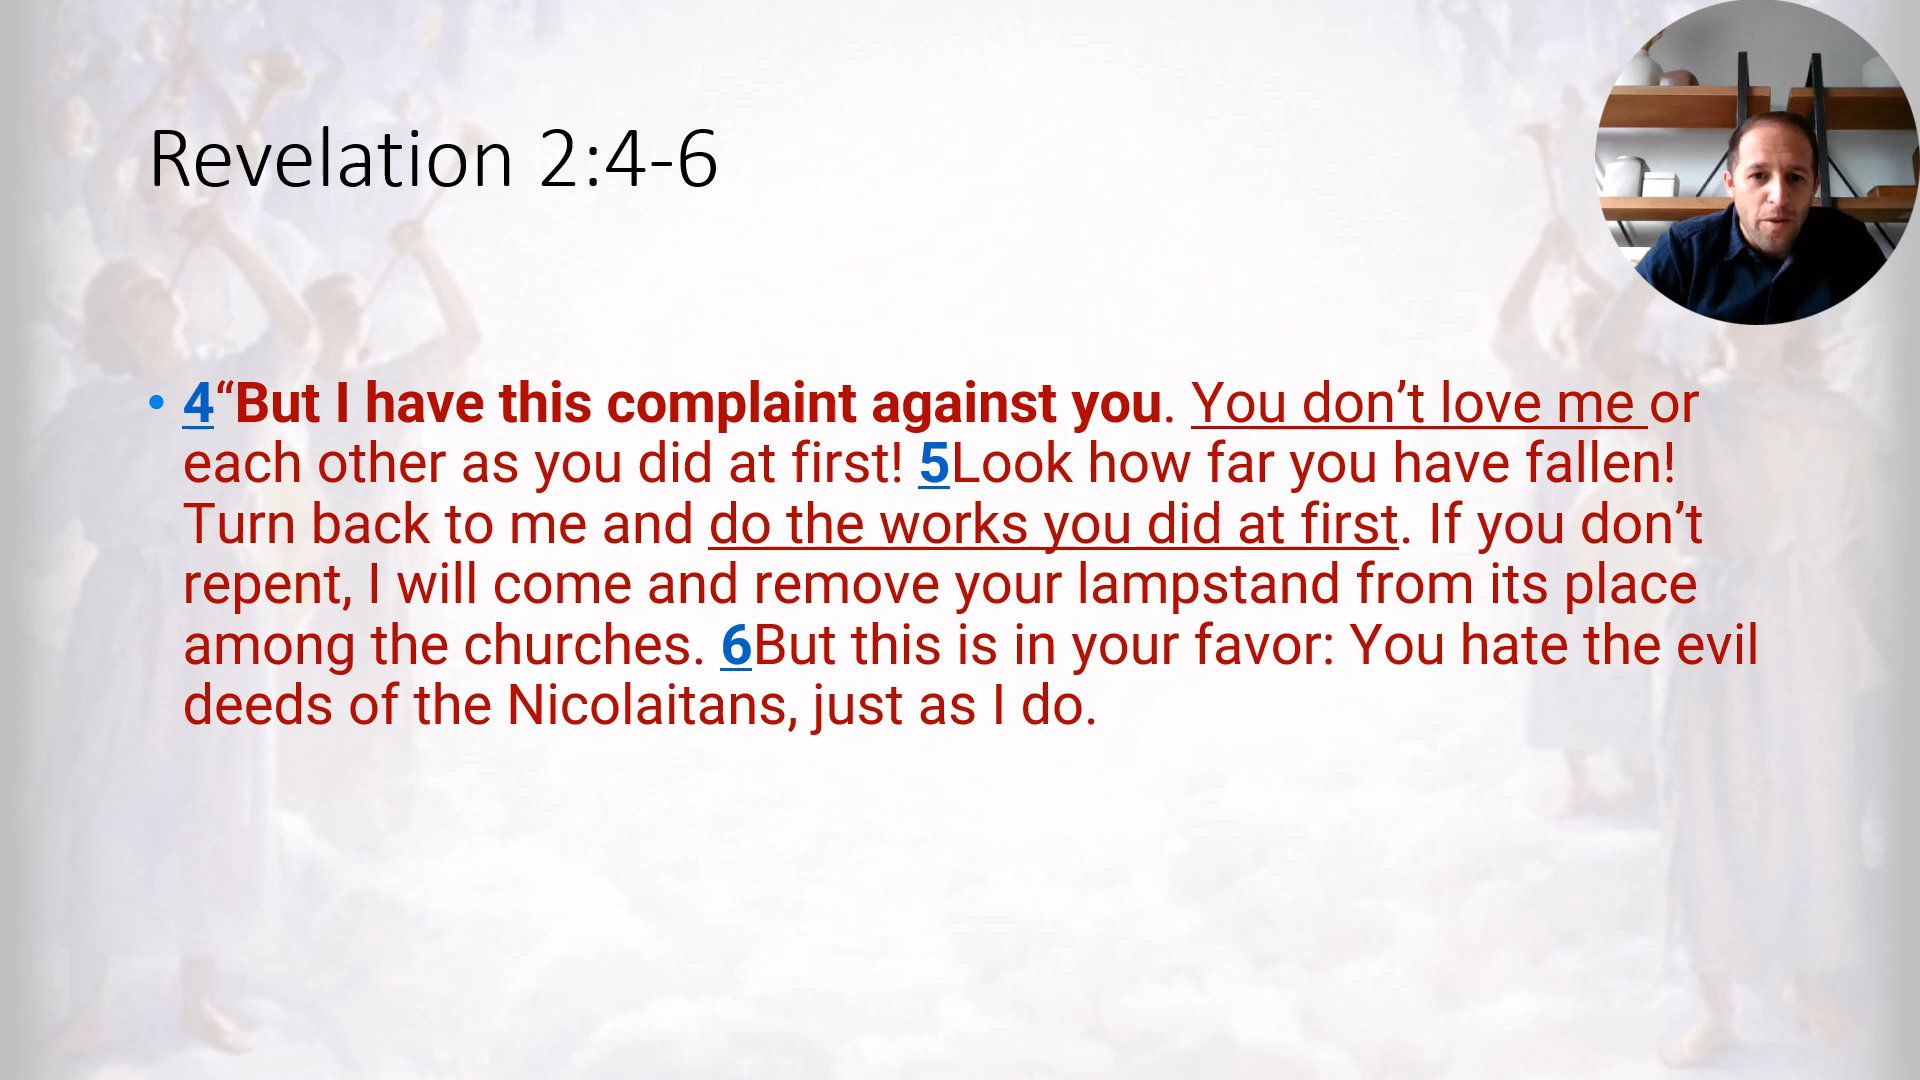 Revelation 2:4-6
• 4“But I have this complaint against you. You don’t love me or
each other as you did at first! 5Look how far you have fallen!
Turn back to me and do the works you did at first. If you don’t
repent, I will come and remove your lampstand from its place
among the churches. 6But this is in your favor: You hate the evil
deeds of the Nicolaitans, just as I do.